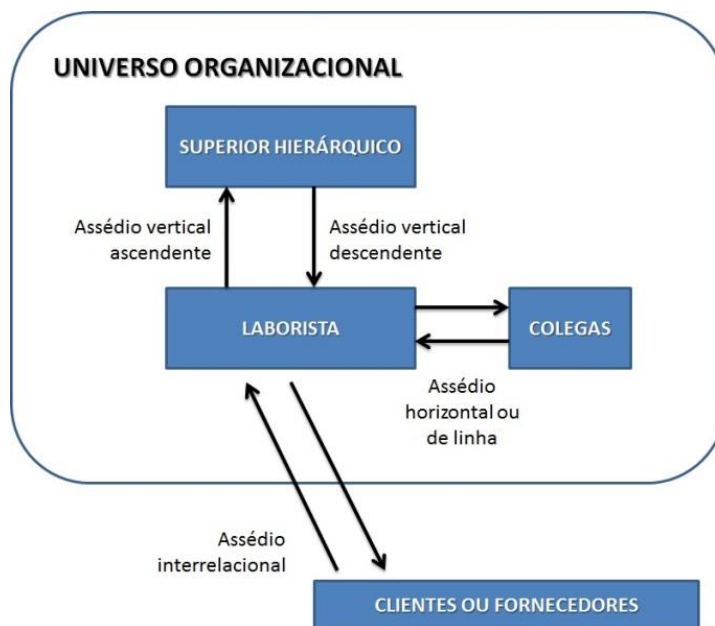 UNIVERSO ORGANIZACIONAL
SUPERIOR HIERÁRQUICO
Assédio vertical
ascendente
Assédio vertical
descendente
LABORISTA
COLEGAS
Assédio
horizontal ou
de linha
Assédio
interrelacional
CLIENTES OU FORNECEDORES